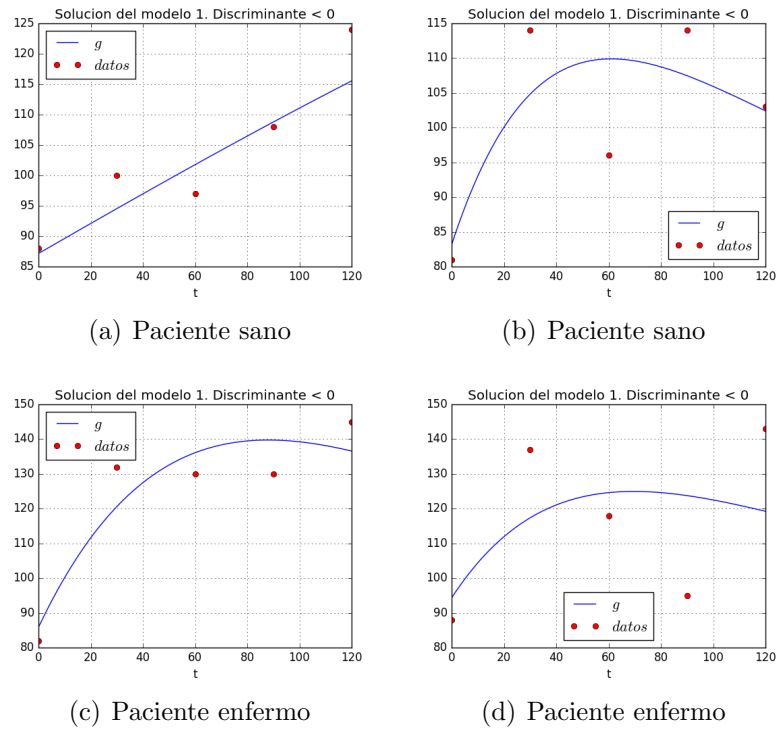 Solucion del modelo 1. Discriminante < 0
125
120
115
110
105
100
95
90
85
0 20 40 60 80 100 120
t
g
datos
(a) Paciente sano
Solucion del modelo 1. Discriminante < 0
115
110
105
100
95
90
85
80
0 20 40 60 80 100 120
t
g
datos
(b) Paciente sano
Solucion del modelo 1. Discriminante < 0
150
140
130
120
110
100
90
80
0 20 40 60 80 100 120
t
g
datos
(c) Paciente enfermo
Solucion del modelo 1. Discriminante < 0
150
140
130
120
110
100
90
80
0 20 40 60 80 100 120
t
g
datos
(d) Paciente enfermo